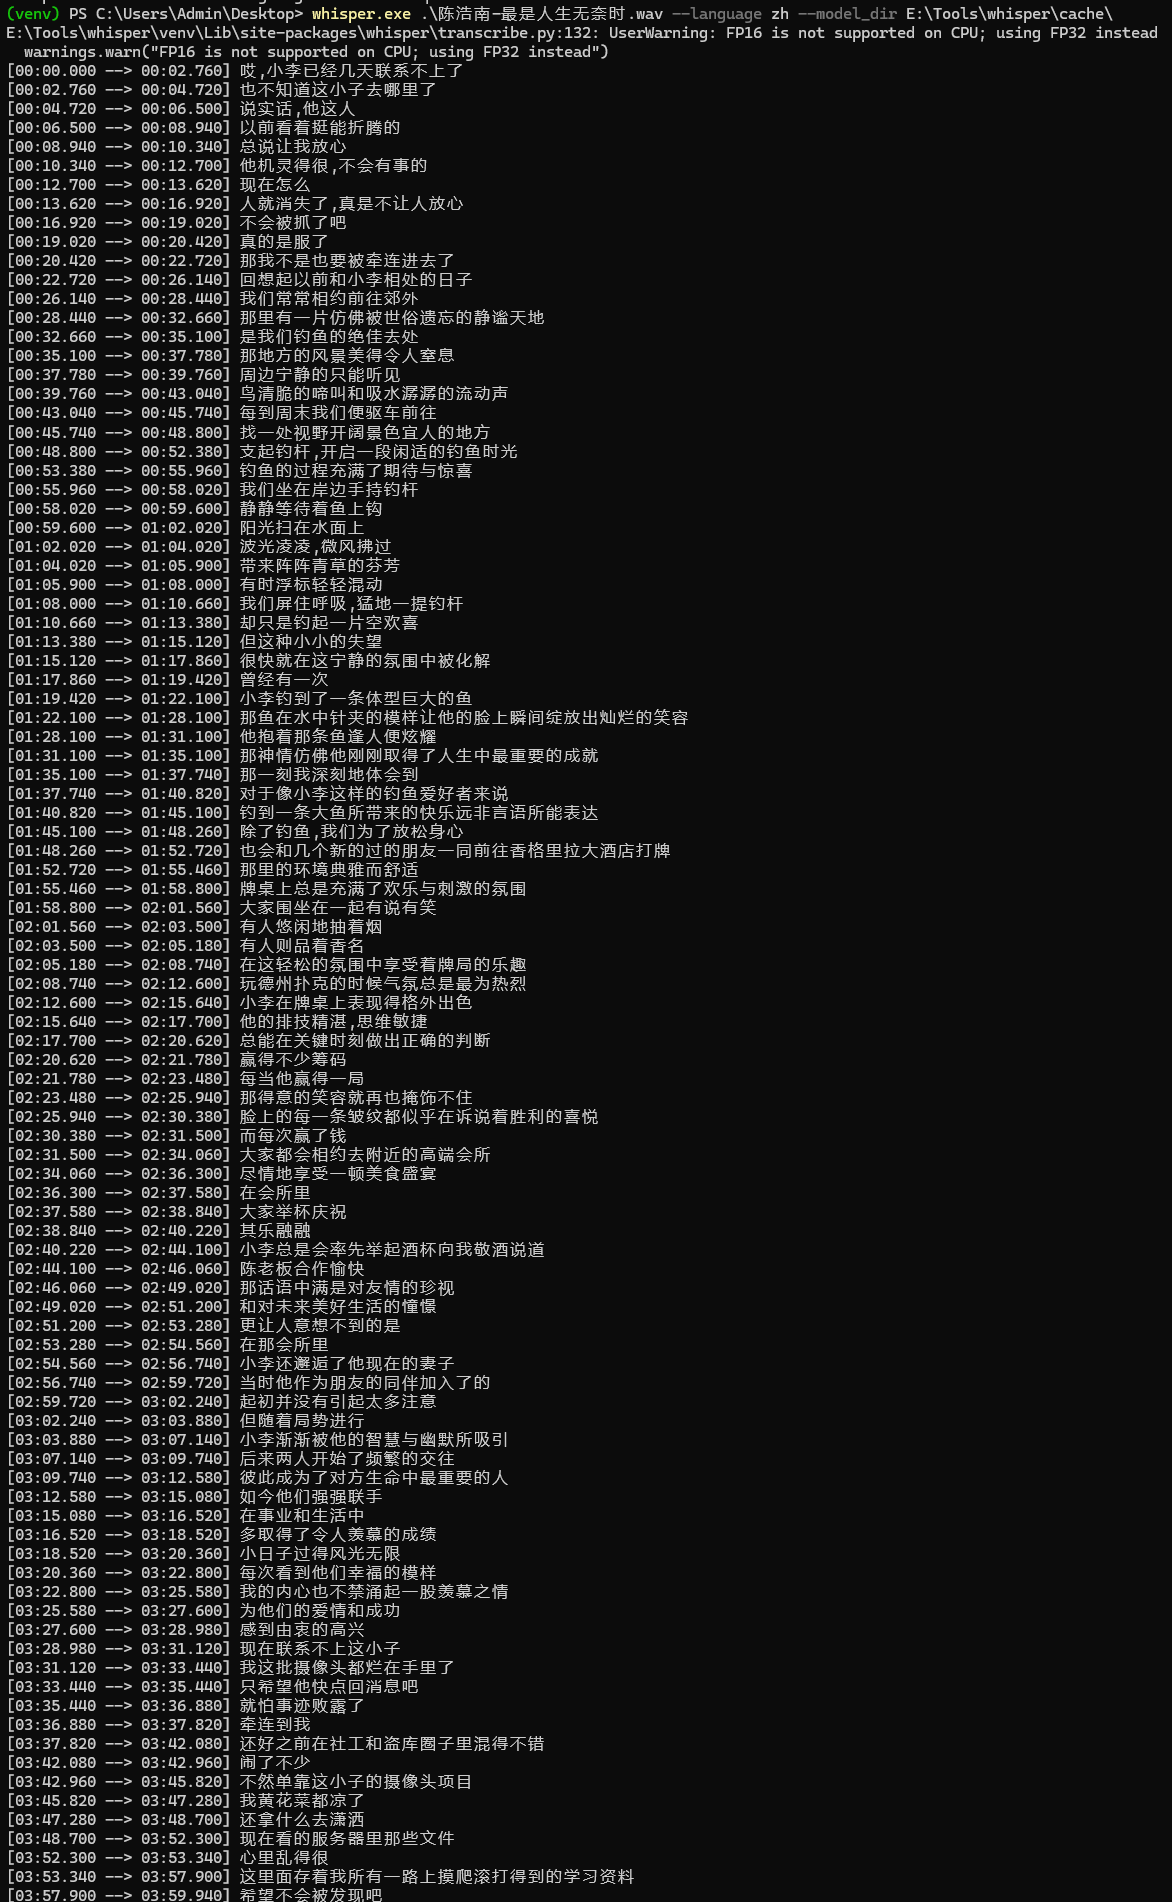 (venv) PS C:\Users\Admin\Desktop> whisper.exe .\陈浩南-最是人生无奈时.wav --language zh --model_dir E:\Tools\whisper\cache\
E:\Tools\whisper\venv\Lib\site-packages\whisper\transcribe.py:132: UserWarning: FP16 is not supported on CPU; using FP32 instead
  warnings.warn("FP16 is not supported on CPU; using FP32 instead")
[00:00.000 --> 00:02.760] 哎,小李已经几天联系不上了
[00:02.760 --> 00:04.720] 也不知道这小子去哪里了
[00:04.720 --> 00:06.500] 说实话,他这人
[00:06.500 --> 00:08.940] 以前看着挺能折腾的
[00:08.940 --> 00:10.340] 总说让我放心
[00:10.340 --> 00:12.700] 他机灵得很,不会有事的
[00:12.700 --> 00:13.620] 现在怎么
[00:13.620 --> 00:16.920] 人就消失了,真是不让人放心
[00:16.920 --> 00:19.020] 不会被抓了吧
[00:19.020 --> 00:20.420] 真的是服了
[00:20.420 --> 00:22.720] 那我不是也要被牵连进去了
[00:22.720 --> 00:26.140] 回想起以前和小李相处的日子
[00:26.140 --> 00:28.440] 我们常常相约前往郊外
[00:28.440 --> 00:32.660] 那里有一片仿佛被世俗遗忘的静谧天地
[00:32.660 --> 00:35.100] 是我们钓鱼的绝佳去处
[00:35.100 --> 00:37.780] 那地方的风景美得令人窒息
[00:37.780 --> 00:39.760] 周边宁静的只能听见
[00:39.760 --> 00:43.040] 鸟清脆的啼叫和吸水潺潺的流动声
[00:43.040 --> 00:45.740] 每到周末我们便驱车前往
[00:45.740 --> 00:48.800] 找一处视野开阔景色宜人的地方
[00:48.800 --> 00:52.380] 支起钓杆,开启一段闲适的钓鱼时光
[00:53.380 --> 00:55.960] 钓鱼的过程充满了期待与惊喜
[00:55.960 --> 00:58.020] 我们坐在岸边手持钓杆
[00:58.020 --> 00:59.600] 静静等待着鱼上钩
[00:59.600 --> 01:02.020] 阳光扫在水面上
[01:02.020 --> 01:04.020] 波光凌凌,微风拂过
[01:04.020 --> 01:05.900] 带来阵阵青草的芬芳
[01:05.900 --> 01:08.000] 有时浮标轻轻混动
[01:08.000 --> 01:10.660] 我们屏住呼吸,猛地一提钓杆
[01:10.660 --> 01:13.380] 却只是钓起一片空欢喜
[01:13.380 --> 01:15.120] 但这种小小的失望
[01:15.120 --> 01:17.860] 很快就在这宁静的氛围中被化解
[01:17.860 --> 01:19.420] 曾经有一次
[01:19.420 --> 01:22.100] 小李钓到了一条体型巨大的鱼
[01:22.100 --> 01:28.100] 那鱼在水中针夹的模样让他的脸上瞬间绽放出灿烂的笑容
[01:28.100 --> 01:31.100] 他抱着那条鱼逢人便炫耀
[01:31.100 --> 01:35.100] 那神情仿佛他刚刚取得了人生中最重要的成就
[01:35.100 --> 01:37.740] 那一刻我深刻地体会到
[01:37.740 --> 01:40.820] 对于像小李这样的钓鱼爱好者来说
[01:40.820 --> 01:45.100] 钓到一条大鱼所带来的快乐远非言语所能表达
[01:45.100 --> 01:48.260] 除了钓鱼,我们为了放松身心
[01:48.260 --> 01:52.720] 也会和几个新的过的朋友一同前往香格里拉大酒店打牌
[01:52.720 --> 01:55.460] 那里的环境典雅而舒适
[01:55.460 --> 01:58.800] 牌桌上总是充满了欢乐与刺激的氛围
[01:58.800 --> 02:01.560] 大家围坐在一起有说有笑
[02:01.560 --> 02:03.500] 有人悠闲地抽着烟
[02:03.500 --> 02:05.180] 有人则品着香名
[02:05.180 --> 02:08.740] 在这轻松的氛围中享受着牌局的乐趣
[02:08.740 --> 02:12.600] 玩德州扑克的时候气氛总是最为热烈
[02:12.600 --> 02:15.640] 小李在牌桌上表现得格外出色
[02:15.640 --> 02:17.700] 他的排技精湛,思维敏捷
[02:17.700 --> 02:20.620] 总能在关键时刻做出正确的判断
[02:20.620 --> 02:21.780] 赢得不少筹码
[02:21.780 --> 02:23.480] 每当他赢得一局
[02:23.480 --> 02:25.940] 那得意的笑容就再也掩饰不住
[02:25.940 --> 02:30.380] 脸上的每一条皱纹都似乎在诉说着胜利的喜悦
[02:30.380 --> 02:31.500] 而每次赢了钱
[02:31.500 --> 02:34.060] 大家都会相约去附近的高端会所
[02:34.060 --> 02:36.300] 尽情地享受一顿美食盛宴
[02:36.300 --> 02:37.580] 在会所里
[02:37.580 --> 02:38.840] 大家举杯庆祝
[02:38.840 --> 02:40.220] 其乐融融
[02:40.220 --> 02:44.100] 小李总是会率先举起酒杯向我敬酒说道
[02:44.100 --> 02:46.060] 陈老板合作愉快
[02:46.060 --> 02:49.020] 那话语中满是对友情的珍视
[02:49.020 --> 02:51.200] 和对未来美好生活的憧憬
[02:51.200 --> 02:53.280] 更让人意想不到的是
[02:53.280 --> 02:54.560] 在那会所里
[02:54.560 --> 02:56.740] 小李还邂逅了他现在的妻子
[02:56.740 --> 02:59.720] 当时他作为朋友的同伴加入了的
[02:59.720 --> 03:02.240] 起初并没有引起太多注意
[03:02.240 --> 03:03.880] 但随着局势进行
[03:03.880 --> 03:07.140] 小李渐渐被他的智慧与幽默所吸引
[03:07.140 --> 03:09.740] 后来两人开始了频繁的交往
[03:09.740 --> 03:12.580] 彼此成为了对方生命中最重要的人
[03:12.580 --> 03:15.080] 如今他们强强联手
[03:15.080 --> 03:16.520] 在事业和生活中
[03:16.520 --> 03:18.520] 多取得了令人羡慕的成绩
[03:18.520 --> 03:20.360] 小日子过得风光无限
[03:20.360 --> 03:22.800] 每次看到他们幸福的模样
[03:22.800 --> 03:25.580] 我的内心也不禁涌起一股羡慕之情
[03:25.580 --> 03:27.600] 为他们的爱情和成功
[03:27.600 --> 03:28.980] 感到由衷的高兴
[03:28.980 --> 03:31.120] 现在联系不上这小子
[03:31.120 --> 03:33.440] 我这批摄像头都烂在手里了
[03:33.440 --> 03:35.440] 只希望他快点回消息吧
[03:35.440 --> 03:36.880] 就怕事迹败露了
[03:36.880 --> 03:37.820] 牵连到我
[03:37.820 --> 03:42.080] 还好之前在社工和盗库圈子里混得不错
[03:42.080 --> 03:42.960] 闹了不少
[03:42.960 --> 03:45.820] 不然单靠这小子的摄像头项目
[03:45.820 --> 03:47.280] 我黄花菜都凉了
[03:47.280 --> 03:48.700] 还拿什么去潇洒
[03:48.700 --> 03:52.300] 现在看的服务器里那些文件
[03:52.300 --> 03:53.340] 心里乱得很
[03:53.340 --> 03:57.900] 这里面存着我所有一路上摸爬滚打得到的学习资料
[03:57.900 --> 03:59.940] 希望不会被发现吧